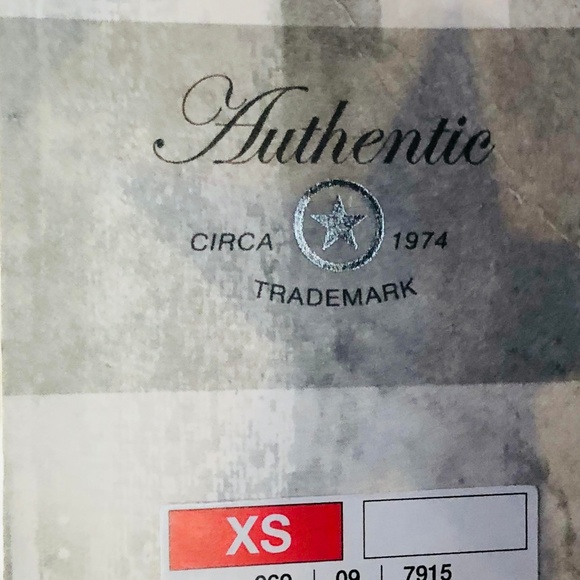 Authentic
CIRCA 1974
TRADEMARK
XS
09 | 7915